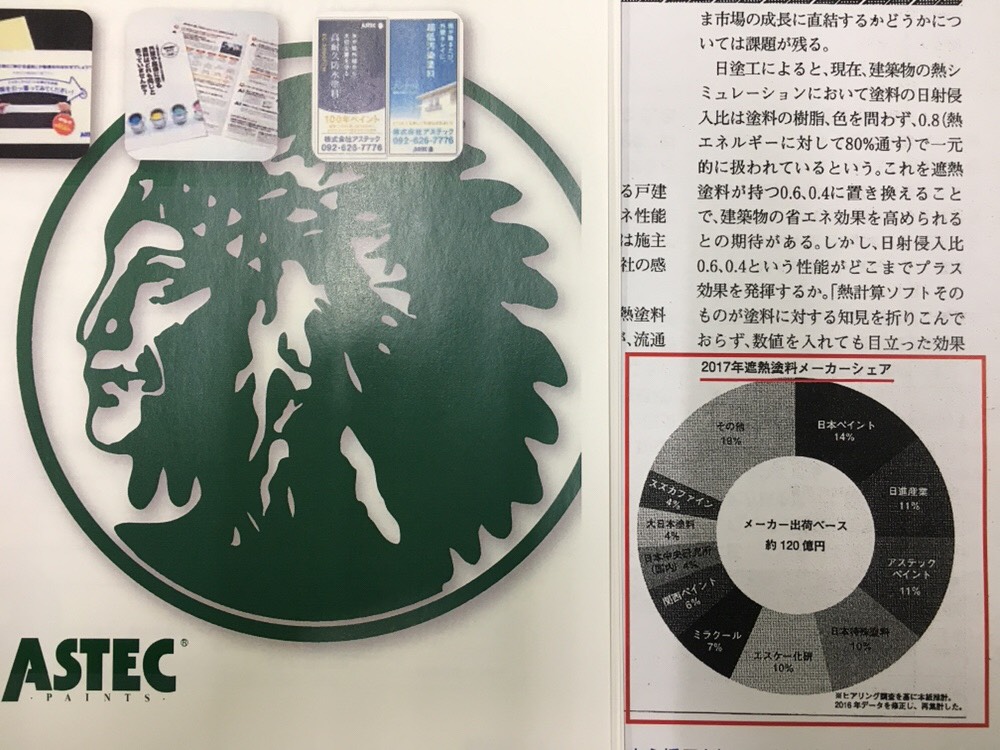 ASTEC
超低汚染塗料
高耐久防水塗料
100年ペイント
株式会社アステック
092-626-7776
株式会社アステック
092-626-7776
ASTEC®
PAINTS
る戸建
ネ性能
は施主
社の感
熱塗料
、流通
ま市場の成長に直結するかどうかにつ
いては課題が残る。
日塗工によると、現在、建築物の熱シ
ミュレーションにおいて塗料の日射侵
入比は塗料の樹脂、色を問わず、0.8(熱
エネルギーに対して80%通す)で一元
的に扱われているという。これを遮熱
塗料が持つ0.6、0.4に置き換えること
で、建築物の省エネ効果を高められる
との期待がある。しかし、日射侵入比
0.6、0.4という性能がどこまでプラス
効果を発揮するか。「熱計算ソフトその
ものが塗料に対する知見を折りこんで
おらず、数値を入れても目立った効果
2017年遮熱塗料メーカーシェア
日本ペイント
14%
日進産業
11%
アステック
ペイント
11%
日本特殊塗料
10%
エスケー化研
10%
ミラクール
7%
関西ペイント
6%
日本中央研究所
(国内) 4%
大日本塗料
4%
スズカファイン
4%
その他
19%
メーカー出荷ベース
約120億円
※ヒアリング調査を基に本紙推計。
2016年データを修正し、再集計した。